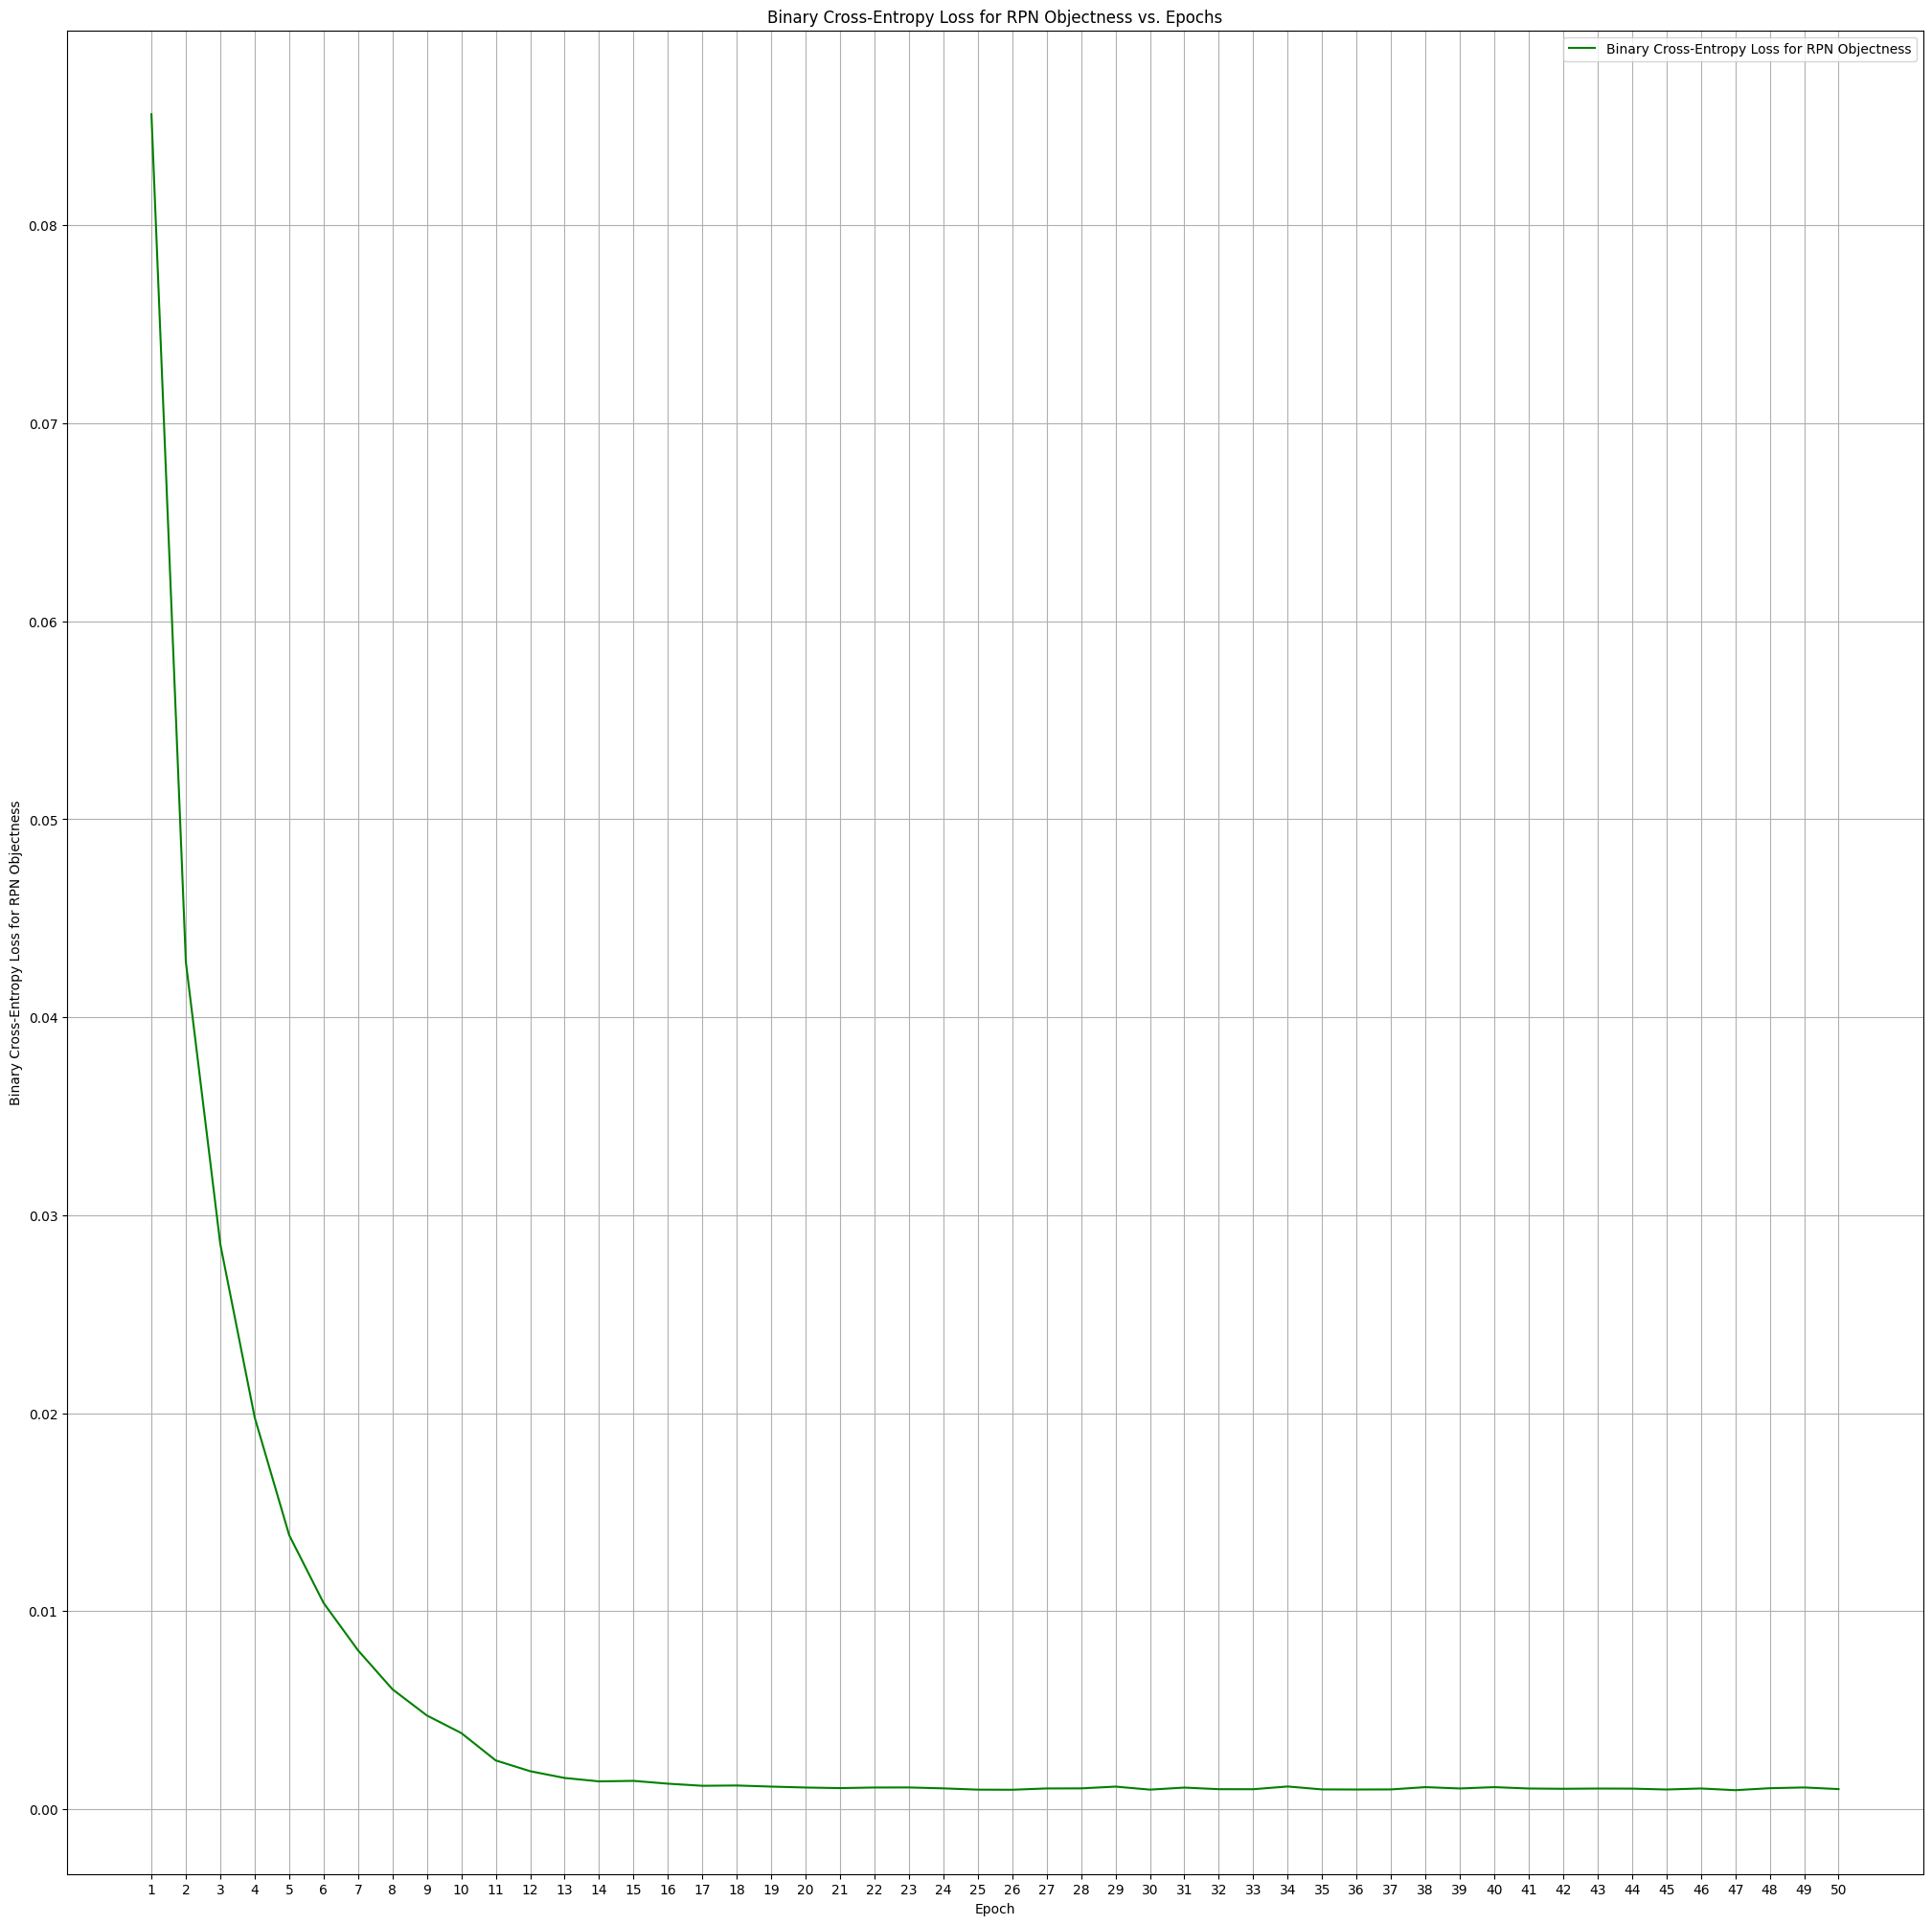 Binary Cross-Entropy Loss for RPN Objectness vs. Epochs
Binary Cross-Entropy Loss for RPN Objectness
Binary Cross-Entropy Loss for RPN Objectness
0.08
0.07
0.06
0.05
0.04
0.03
0.02
0.01
0.00
1 2 3 4 5 6 7 8 9 10 11 12 13 14 15 16 17 18 19 20 21 22 23 24 25 26 27 28 29 30 31 32 33 34 35 36 37 38 39 40 41 42 43 44 45 46 47 48 49 50
Epoch